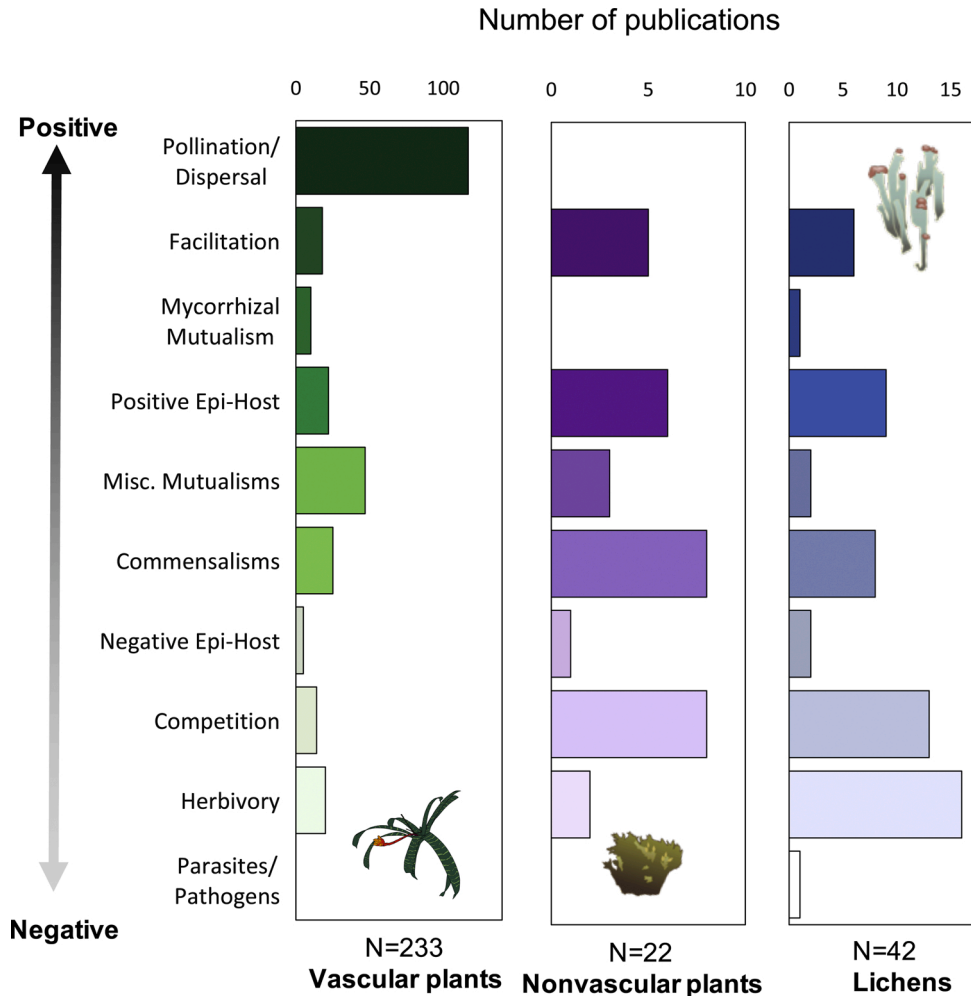 Number of publications
0 50 100
0 5 10
0 5 10 15
Positive
Pollination/
Dispersal
Facilitation
Mycorrhizal
Mutualism
Positive Epi-Host
Misc. Mutualisms
Commensalisms
Negative Epi-Host
Competition
Herbivory
Parasites/
Pathogens
Negative
N=233
Vascular plants
N=22
Nonvascular plants
N=42
Lichens